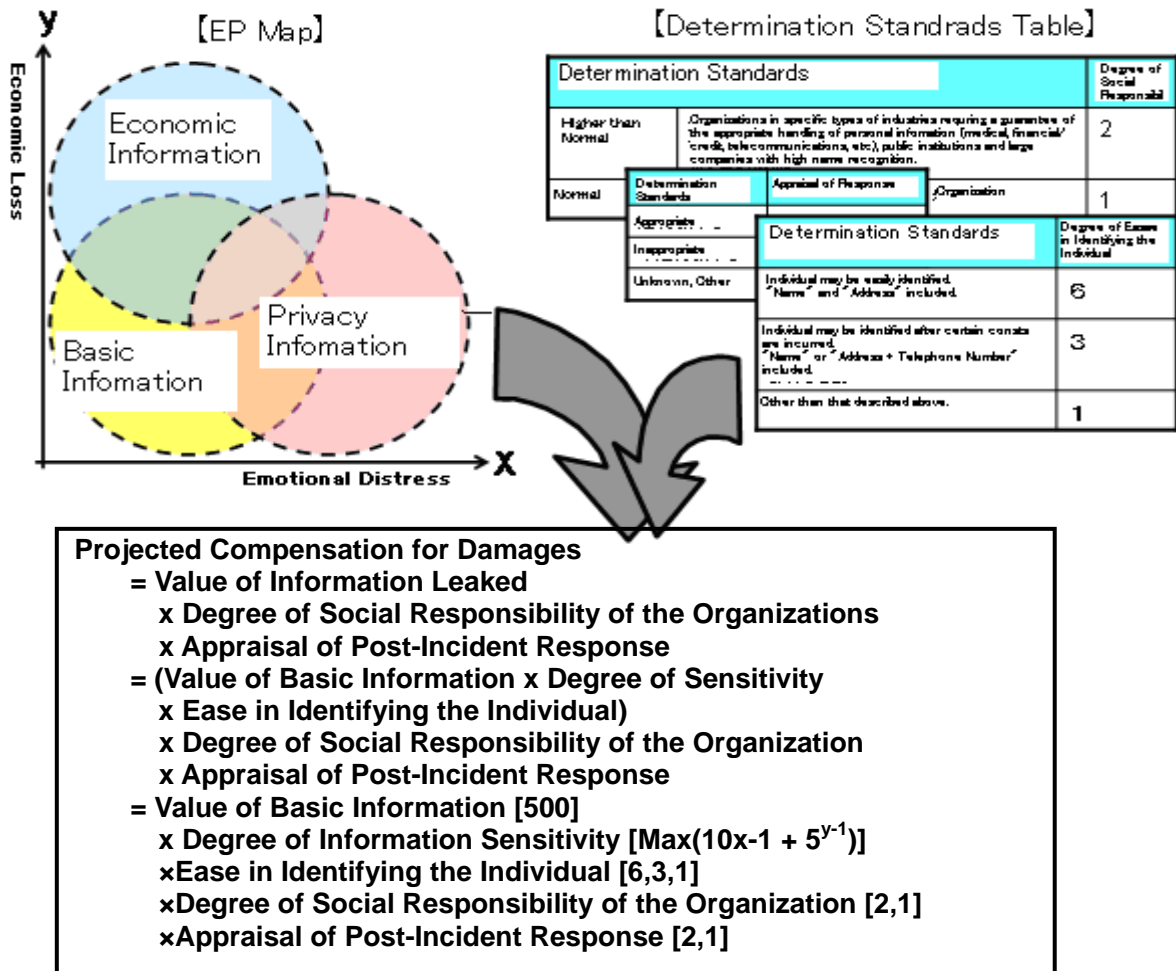 y
【EP Map】
Economic Loss
Economic
Information
Privacy
Infomation
Basic
Infomation
X
Emotional Distress
【Determination Standrads Table】
Determination Standards
Degree of
Social
Responsibil
Higher than
Normal
Organizations in specific types of industries requring a guarantee of
the appropriate handling of personal infomation (medical, financial/
credit, telecommunications, etc), public institutions and large
companies with high name recognition.
2
Normal
Organization
1
Determination
Standards
Appraisal of Response
Appropriate
Inappropriate
Unknown, Other
Determination Standards
Degree of Ease
in Identifying the
Individual
Individual may be easily identified.
"Name" and "Address" included.
6
Individual may be identified after certain
are incurred.
"Name" or "Address + Telephone Number"
included.
3
Other than that described above.
1
Projected Compensation for Damages
= Value of Information Leaked
x Degree of Social Responsibility of the Organizations
x Appraisal of Post-Incident Response
= (Value of Basic Information x Degree of Sensitivity
x Ease in Identifying the Individual)
x Degree of Social Responsibility of the Organization
x Appraisal of Post-Incident Response
= Value of Basic Information [500]
x Degree of Information Sensitivity [Max(10x-1 + 5^y-1)]
×Ease in Identifying the Individual [6,3,1]
×Degree of Social Responsibility of the Organization [2,1]
×Appraisal of Post-Incident Response [2,1]